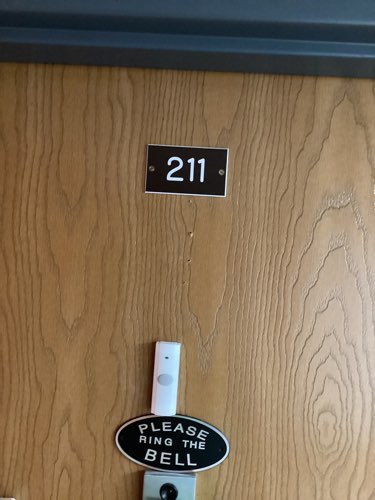 211
PLEASE
RING THE
BELL